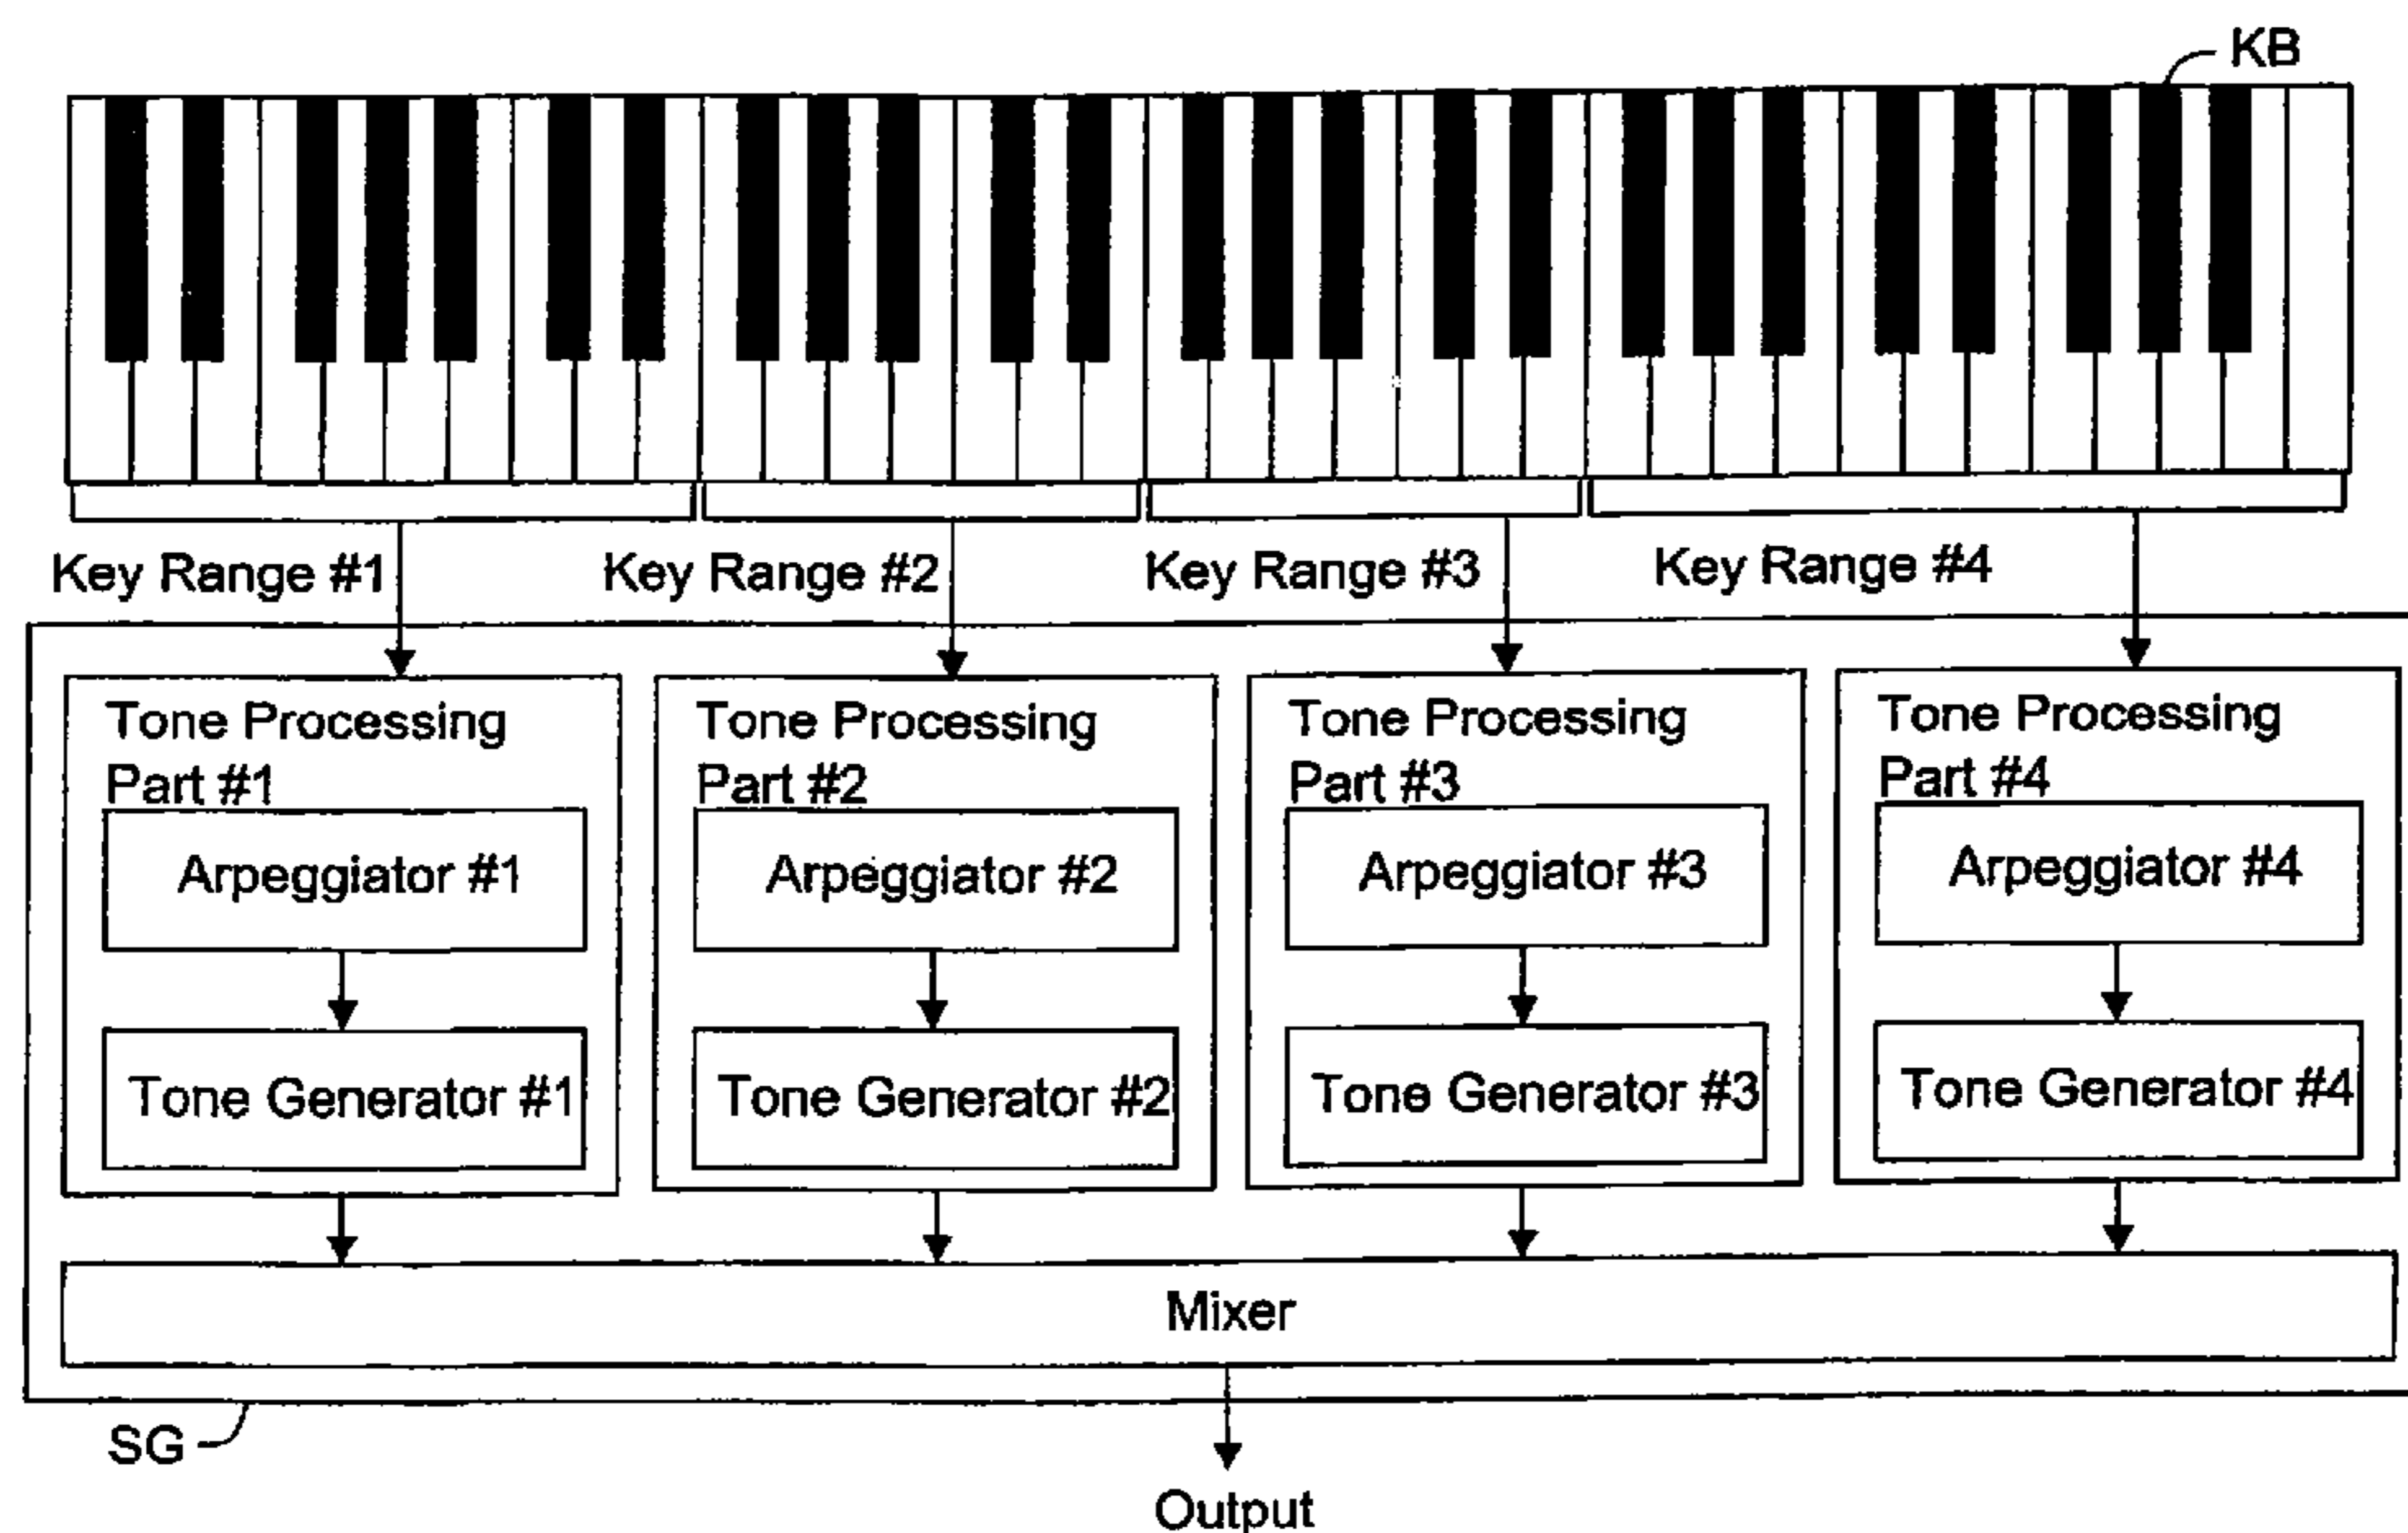 KB
Key Range #1
Key Range #2
Key Range #3
Key Range #4
Tone Processing
Part #1
Arpeggiator #1
Tone Generator #1
Tone Processing
Part #2
Arpeggiator #2
Tone Generator #2
Tone Processing
Part #3
Arpeggiator #3
Tone Generator #3
Tone Processing
Part #4
Arpeggiator #4
Tone Generator #4
Mixer
SG
Output